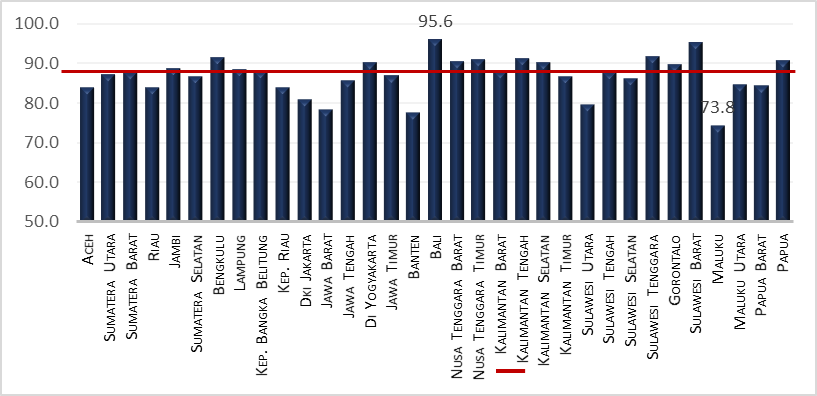 95.6
100.0
90.0
80.0
70.0
60.0
50.0
73.8
Aceh
Sumatera Utara
Sumatera Barat
Riau
Jambi
Sumatera Selatan
Bengkulu
Lampung
Kep. Bangka Belitung
Kep. Riau
Dki Jakarta
Jawa Barat
Jawa Tengah
Di Yogyakarta
Jawa Timur
Banten
Bali
Nusa Tenggara Barat
Nusa Tenggara Timur
Kalimantan Barat
Kalimantan Tengah
Kalimantan Selatan
Kalimantan Timur
Sulawesi Utara
Sulawesi Tengah
Sulawesi Selatan
Sulawesi Tenggara
Gorontalo
Sulawesi Barat
Maluku
Maluku Utara
Papua Barat
Papua